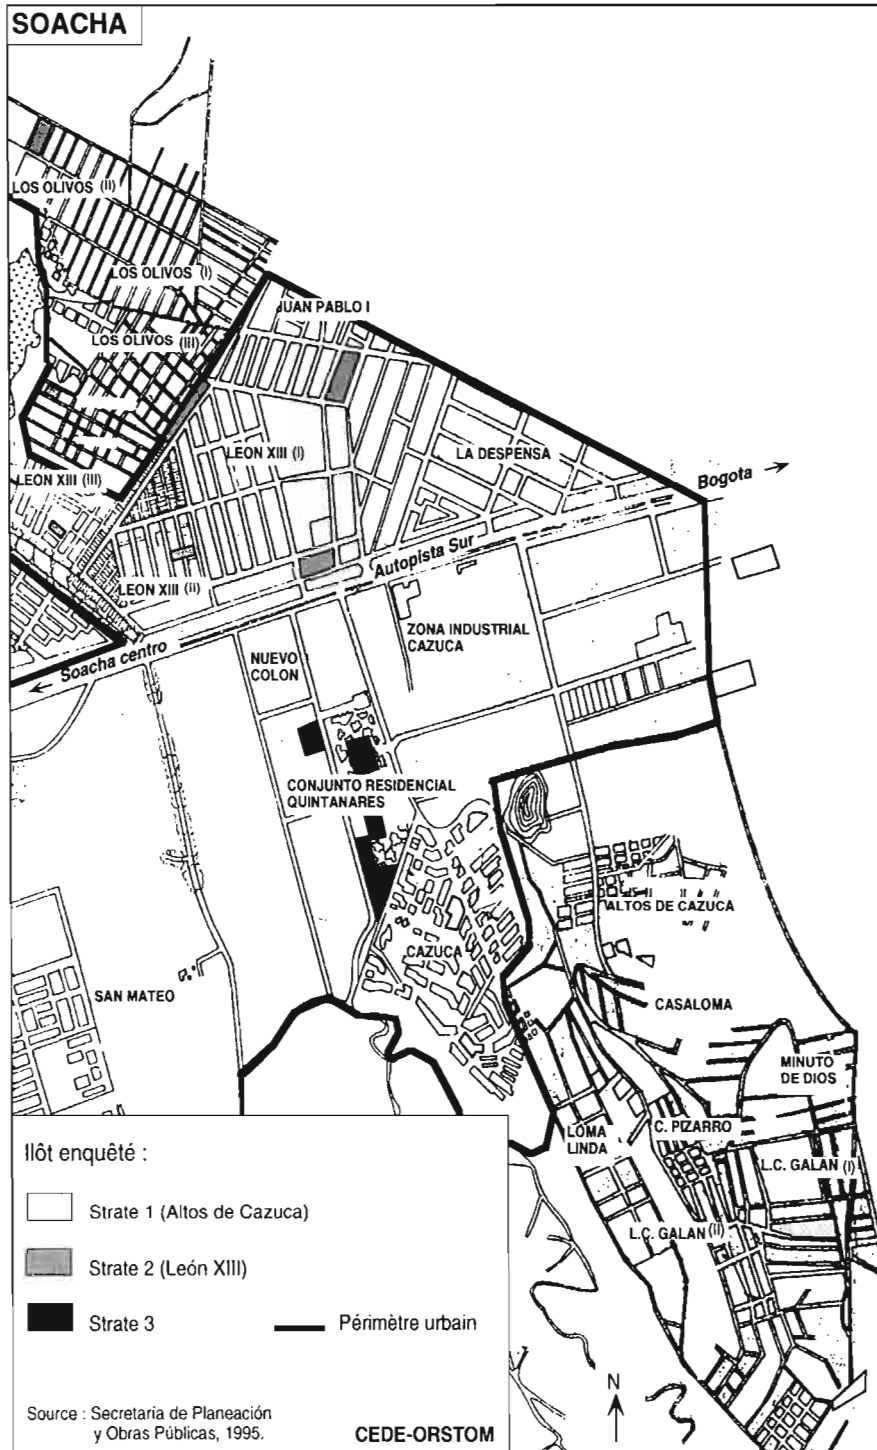 SOACHA
LOS OLIVOS (II)
LOS OLIVOS (I)
JUAN PABLO I
LOS OLIVOS (III)
LEON XIII (I)
LA DESPENSA
LEON XIII (III)
Bogota
Autopista Sur
LEON XIII (II)
ZONA INDUSTRIAL
CAZUCA
Soacha centro
NUEVO
COLON
CONJUNTO RESIDENCIAL
QUINTANARES
ALTOS DE CAZUCA
CAZUCA
SAN MATEO
CASALOMA
MINUTO
DE DIOS
LOMA
LINDA
C. PIZARRO
L.C. GALAN (I)
L.C. GALAN (II)
Ilôt enquêté :
Strate 1 (Altos de Cazuca)
Strate 2 (León XIII)
Strate 3
Périmètre urbain
N
Source : Secretaría de Planeación
y Obras Públicas, 1995.
CEDE-ORSTOM